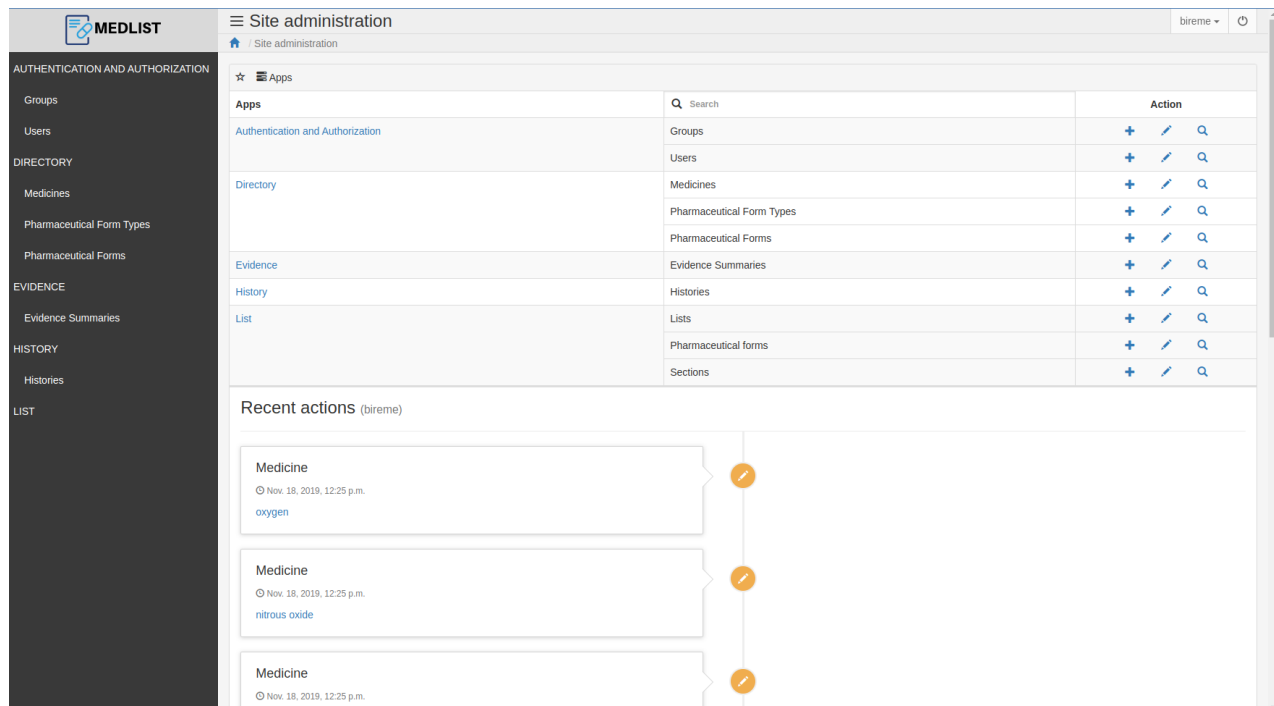 MEDLIST
Site administration
bireme
/ Site administration
AUTHENTICATION AND AUTHORIZATION
Groups
Users
DIRECTORY
Medicines
Pharmaceutical Form Types
Pharmaceutical Forms
EVIDENCE
Evidence Summaries
HISTORY
Histories
LIST
Apps
Apps
Search
Action
Authentication and Authorization
Groups
Users
Directory
Medicines
Pharmaceutical Form Types
Pharmaceutical Forms
Evidence
Evidence Summaries
History
Histories
List
Lists
Pharmaceutical forms
Sections
Recent actions (bireme)
Medicine
Nov. 18, 2019, 12:25 p.m.
oxygen
Medicine
Nov. 18, 2019, 12:25 p.m.
nitrous oxide
Medicine
Nov. 18, 2019, 12:25 p.m.